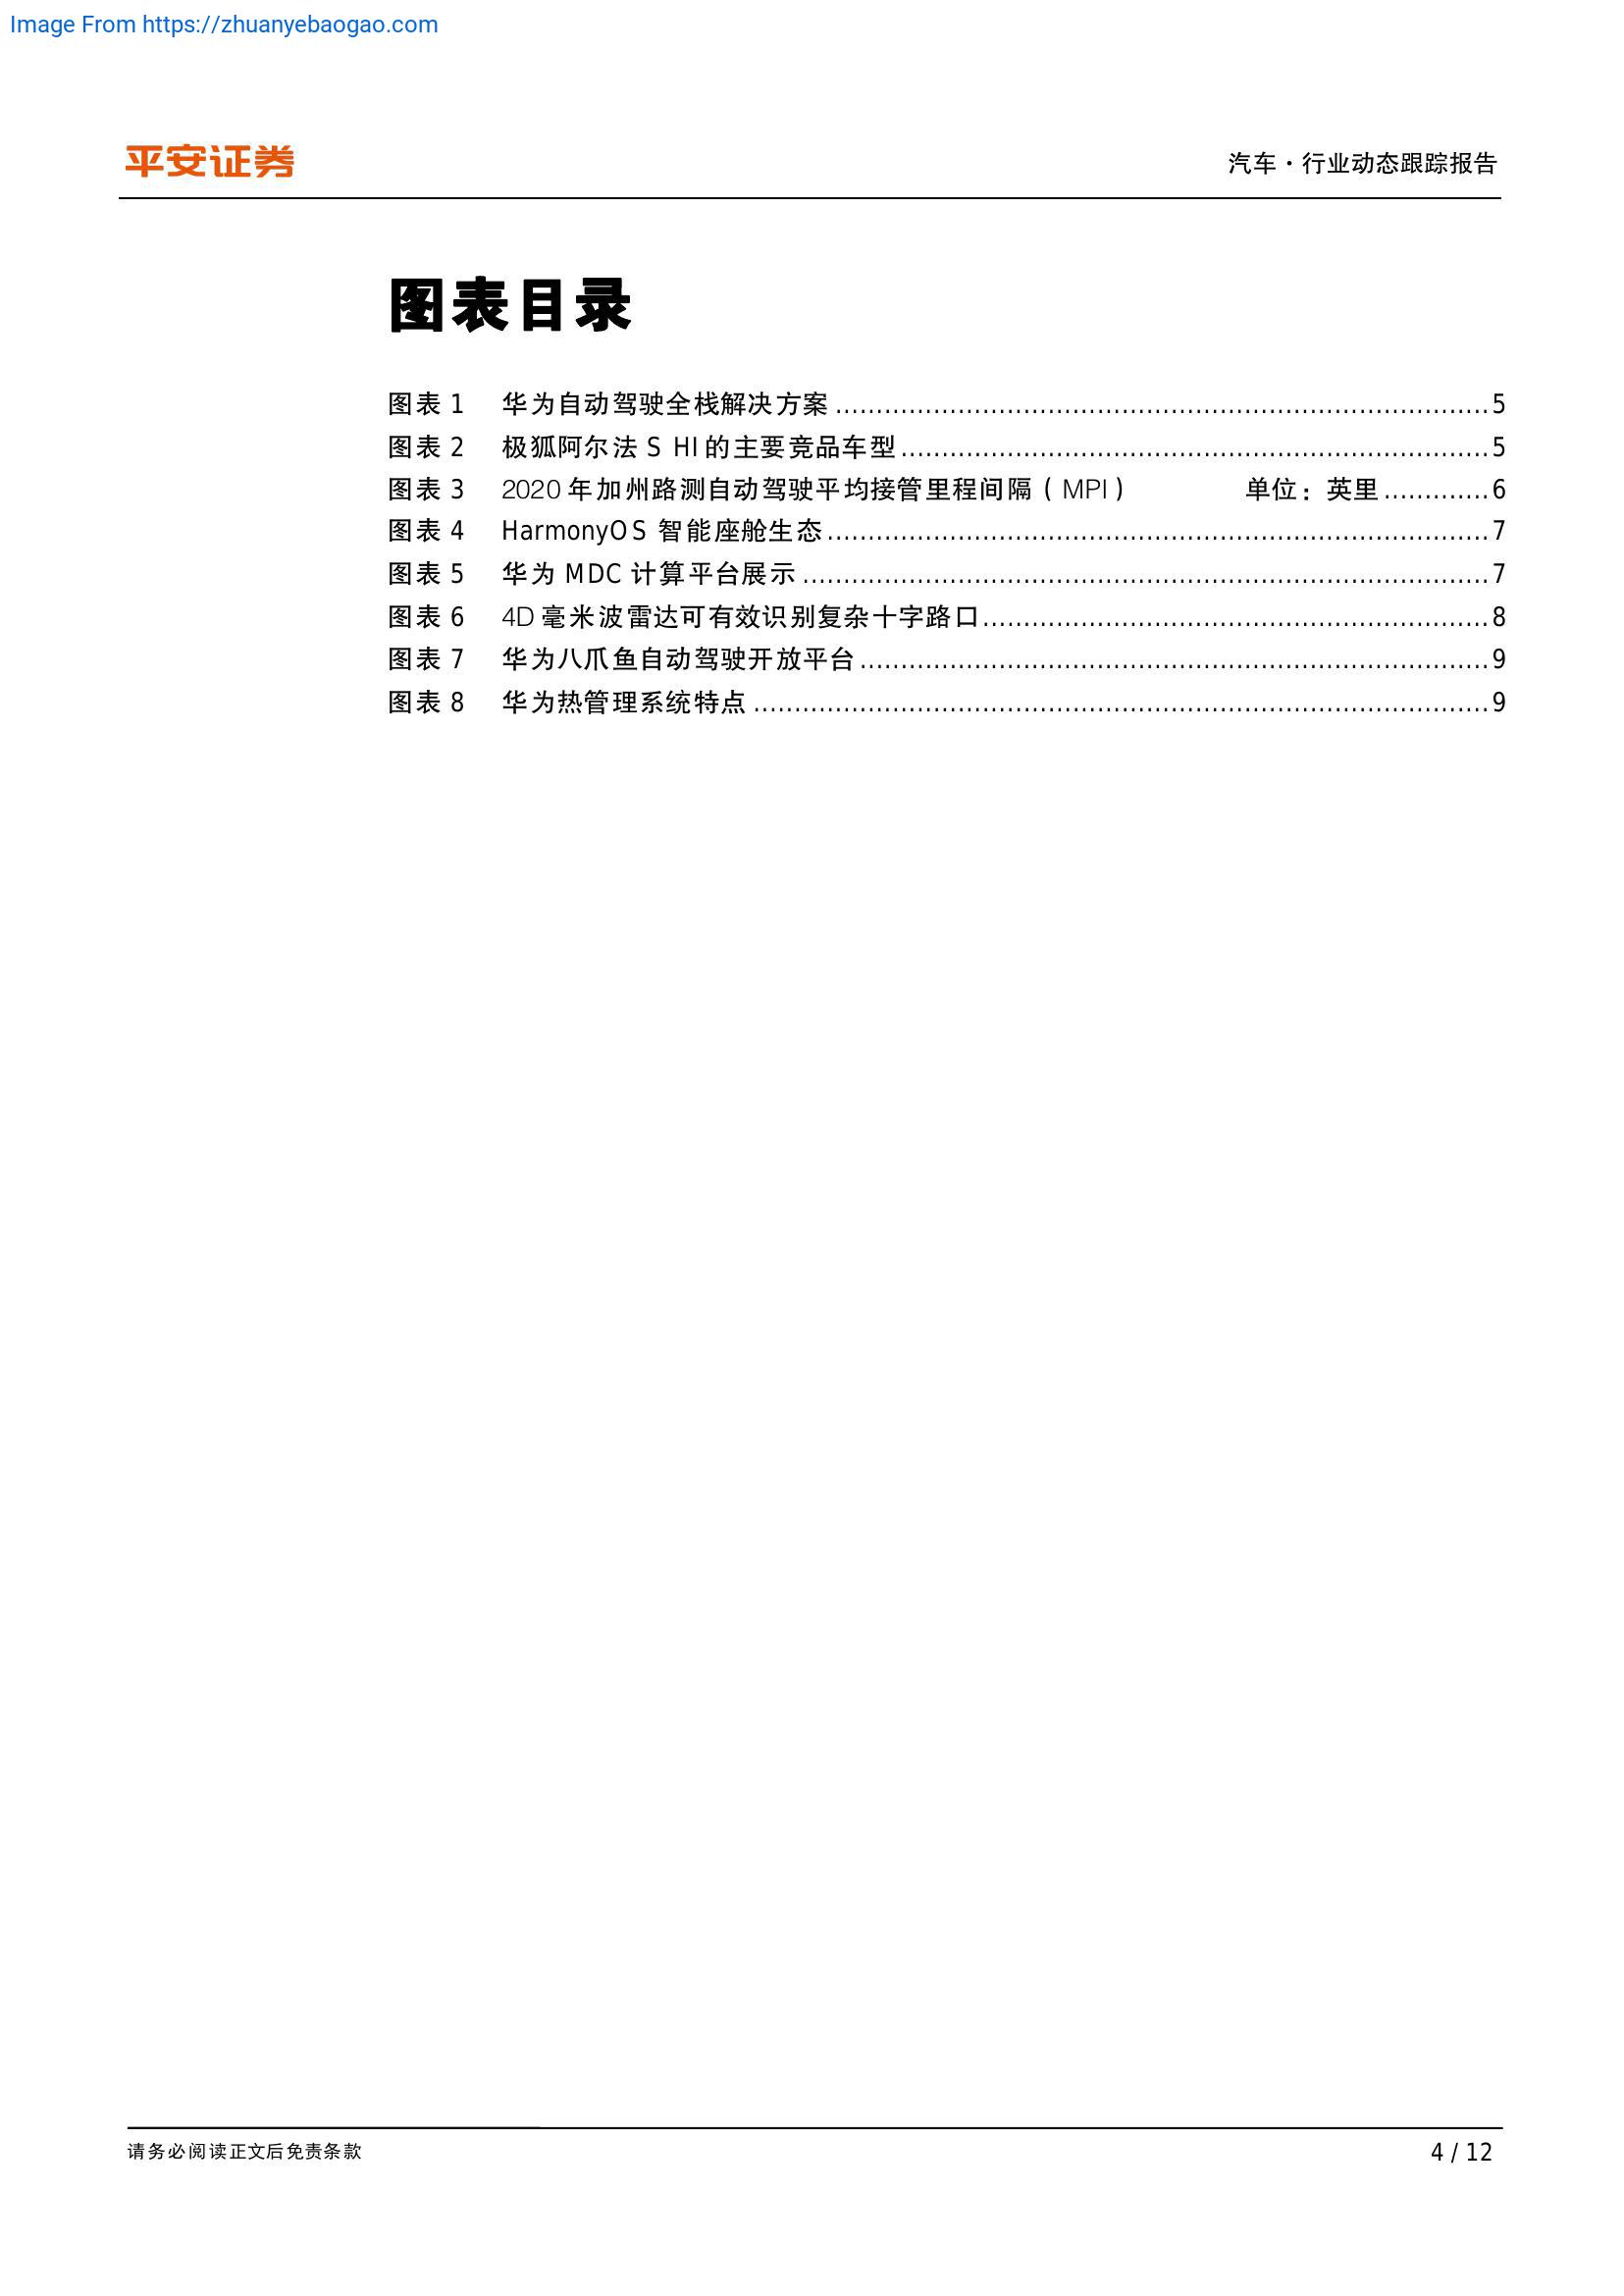 Image From https://zhuanyebaogao.com
平安证券
汽车·行业动态跟踪报告
图表目录
图表 1 华为自动驾驶全栈解决方案 ................................................................................ 5
图表 2 极狐阿尔法 S HI 的主要竞品车型 ........................................................................ 5
图表 3 2020 年加州路测自动驾驶平均接管里程间隔（MPI） 单位：英里 ............. 6
图表 4 HarmonyOS 智能座舱生态 ................................................................................. 7
图表 5 华为 MDC 计算平台展示 .................................................................................... 7
图表 6 4D 毫米波雷达可有效识别复杂十字路口 .............................................................. 8
图表 7 华为八爪鱼自动驾驶开放平台 ............................................................................. 9
图表 8 华为热管理系统特点 .......................................................................................... 9
请务必阅读正文后免责条款
4 / 12